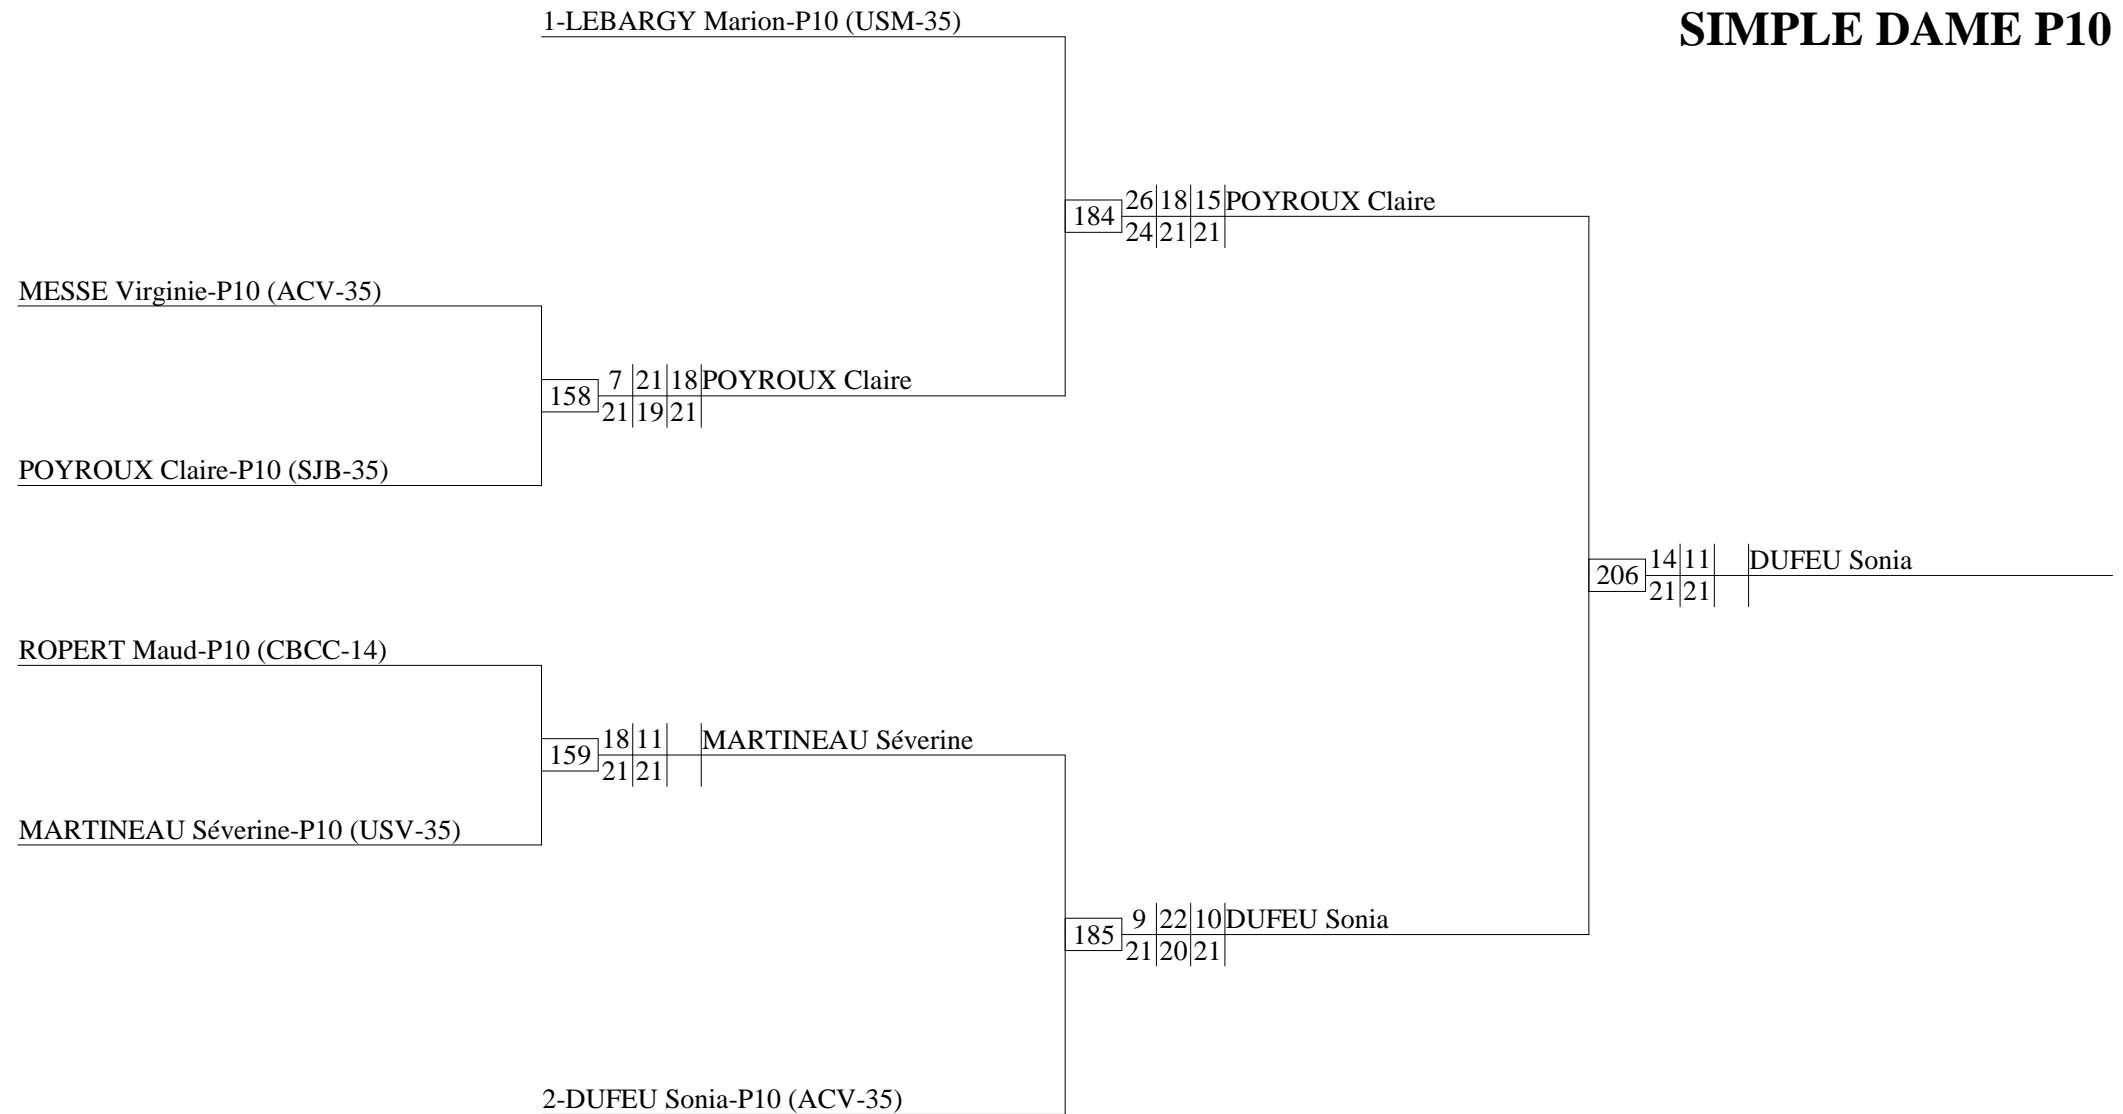 1-LEBARGY Marion-P10 (USM-35)
SIMPLE DAME P10
184 26 18 15 POYROUX Claire
24 21 21
MESSE Virginie-P10 (ACV-35)
158 7 21 18 POYROUX Claire
21 19 21
POYROUX Claire-P10 (SJB-35)
206 14 11 DUFEU Sonia
21 21
ROPERT Maud-P10 (CBCC-14)
159 18 11 MARTINEAU Séverine
21 21
MARTINEAU Séverine-P10 (USV-35)
185 9 22 10 DUFEU Sonia
21 20 21
2-DUFEU Sonia-P10 (ACV-35)